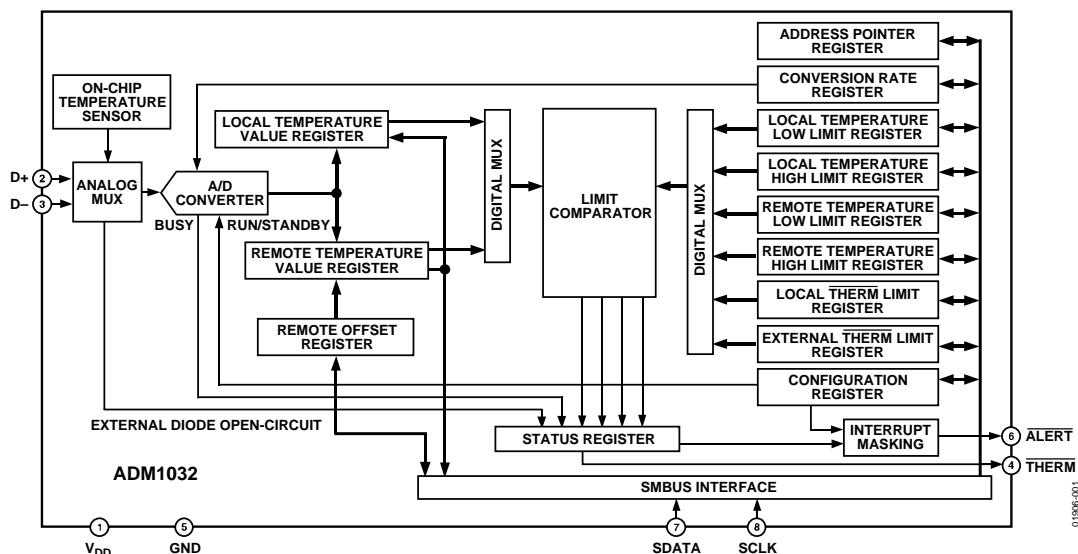 ADDRESS POINTER
REGISTER
CONVERSION RATE
REGISTER
ON-CHIP
TEMPERATURE
SENSOR
LOCAL TEMPERATURE
VALUE REGISTER
LOCAL TEMPERATURE
LOW LIMIT REGISTER
D+ 2
D– 3
ANALOG
MUX
A/D
CONVERTER
BUSY
RUN/STANDBY
DIGITAL MUX
LIMIT
COMPARATOR
DIGITAL MUX
LOCAL TEMPERATURE
HIGH LIMIT REGISTER
REMOTE TEMPERATURE
LOW LIMIT REGISTER
REMOTE TEMPERATURE
VALUE REGISTER
REMOTE TEMPERATURE
HIGH LIMIT REGISTER
LOCAL THERM LIMIT
REGISTER
REMOTE OFFSET
REGISTER
EXTERNAL THERM LIMIT
REGISTER
CONFIGURATION
REGISTER
EXTERNAL DIODE OPEN-CIRCUIT
STATUS REGISTER
INTERRUPT
MASKING
6 ALERT
4 THERM
ADM1032
SMBUS INTERFACE
1
VDD
5
GND
7
SDATA
8
SCLK
01906-001